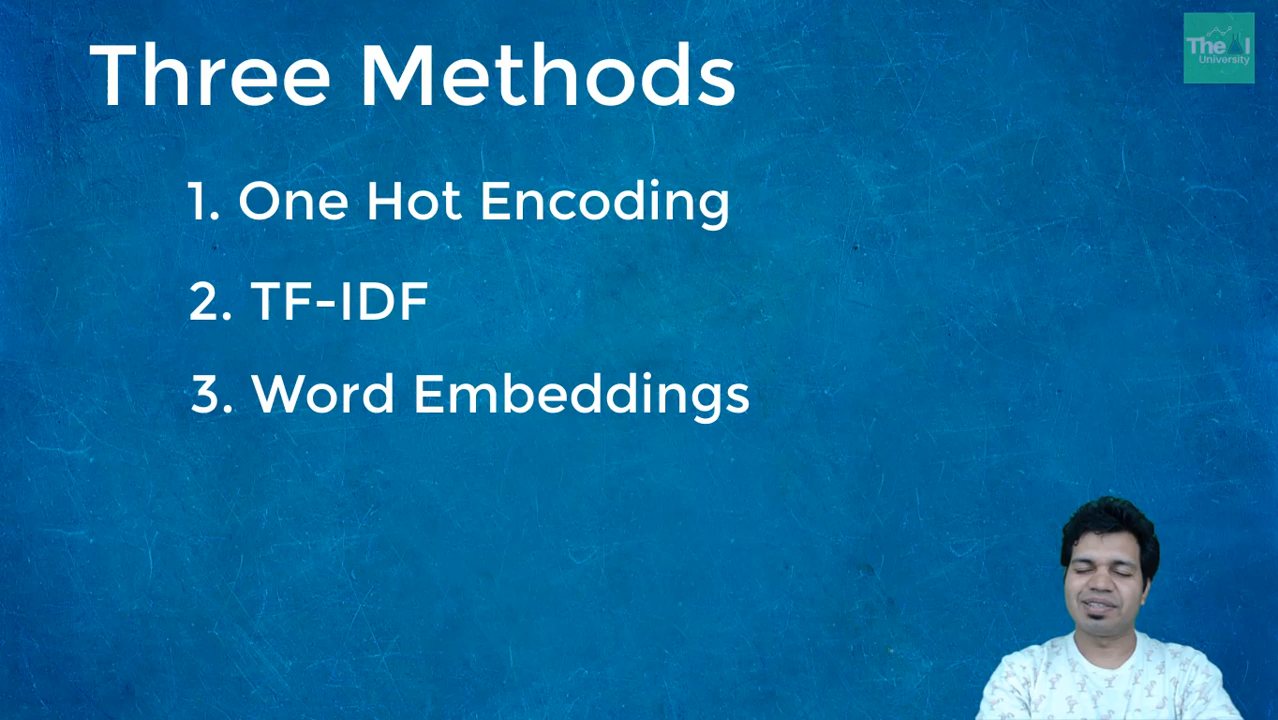 Three Methods
The AI
University
1. One Hot Encoding
2. TF-IDF
3. Word Embeddings